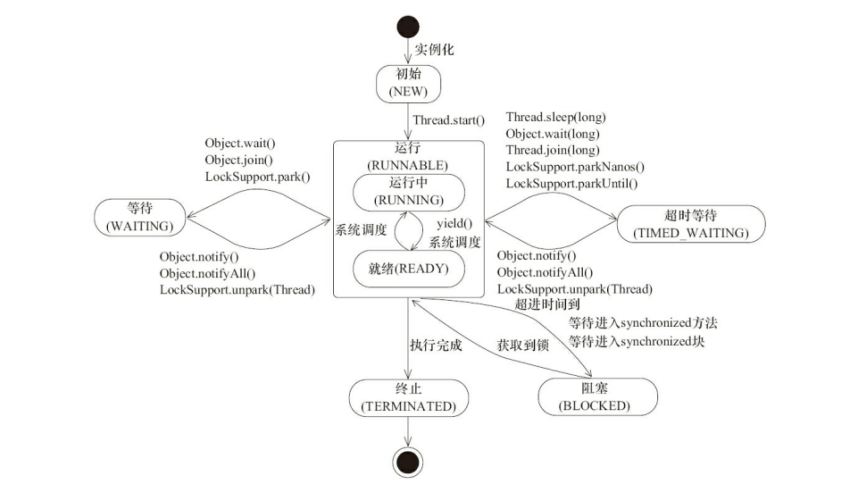 实例化
初始
(NEW)
Thread.start()
Object.wait()
Object.join()
LockSupport.park()
Thread.sleep(long)
Object.wait(long)
Thread.join(long)
LockSupport.parkNanos()
LockSupport.parkUntil()
运行
(RUNNABLE)
运行中
(RUNNING)
等待
(WAITING)
超时等待
(TIMED_WAITING)
系统调度
yield()
系统调度
就绪(READY)
Object.notify()
Object.notifyAll()
LockSupport.unpark(Thread)
Object.notify()
Object.notifyAll()
LockSupport.unpark(Thread)
超进时间到
等待进入synchronized方法
等待进入synchronized块
执行完成
获取到锁
终止
(TERMINATED)
阻塞
(BLOCKED)